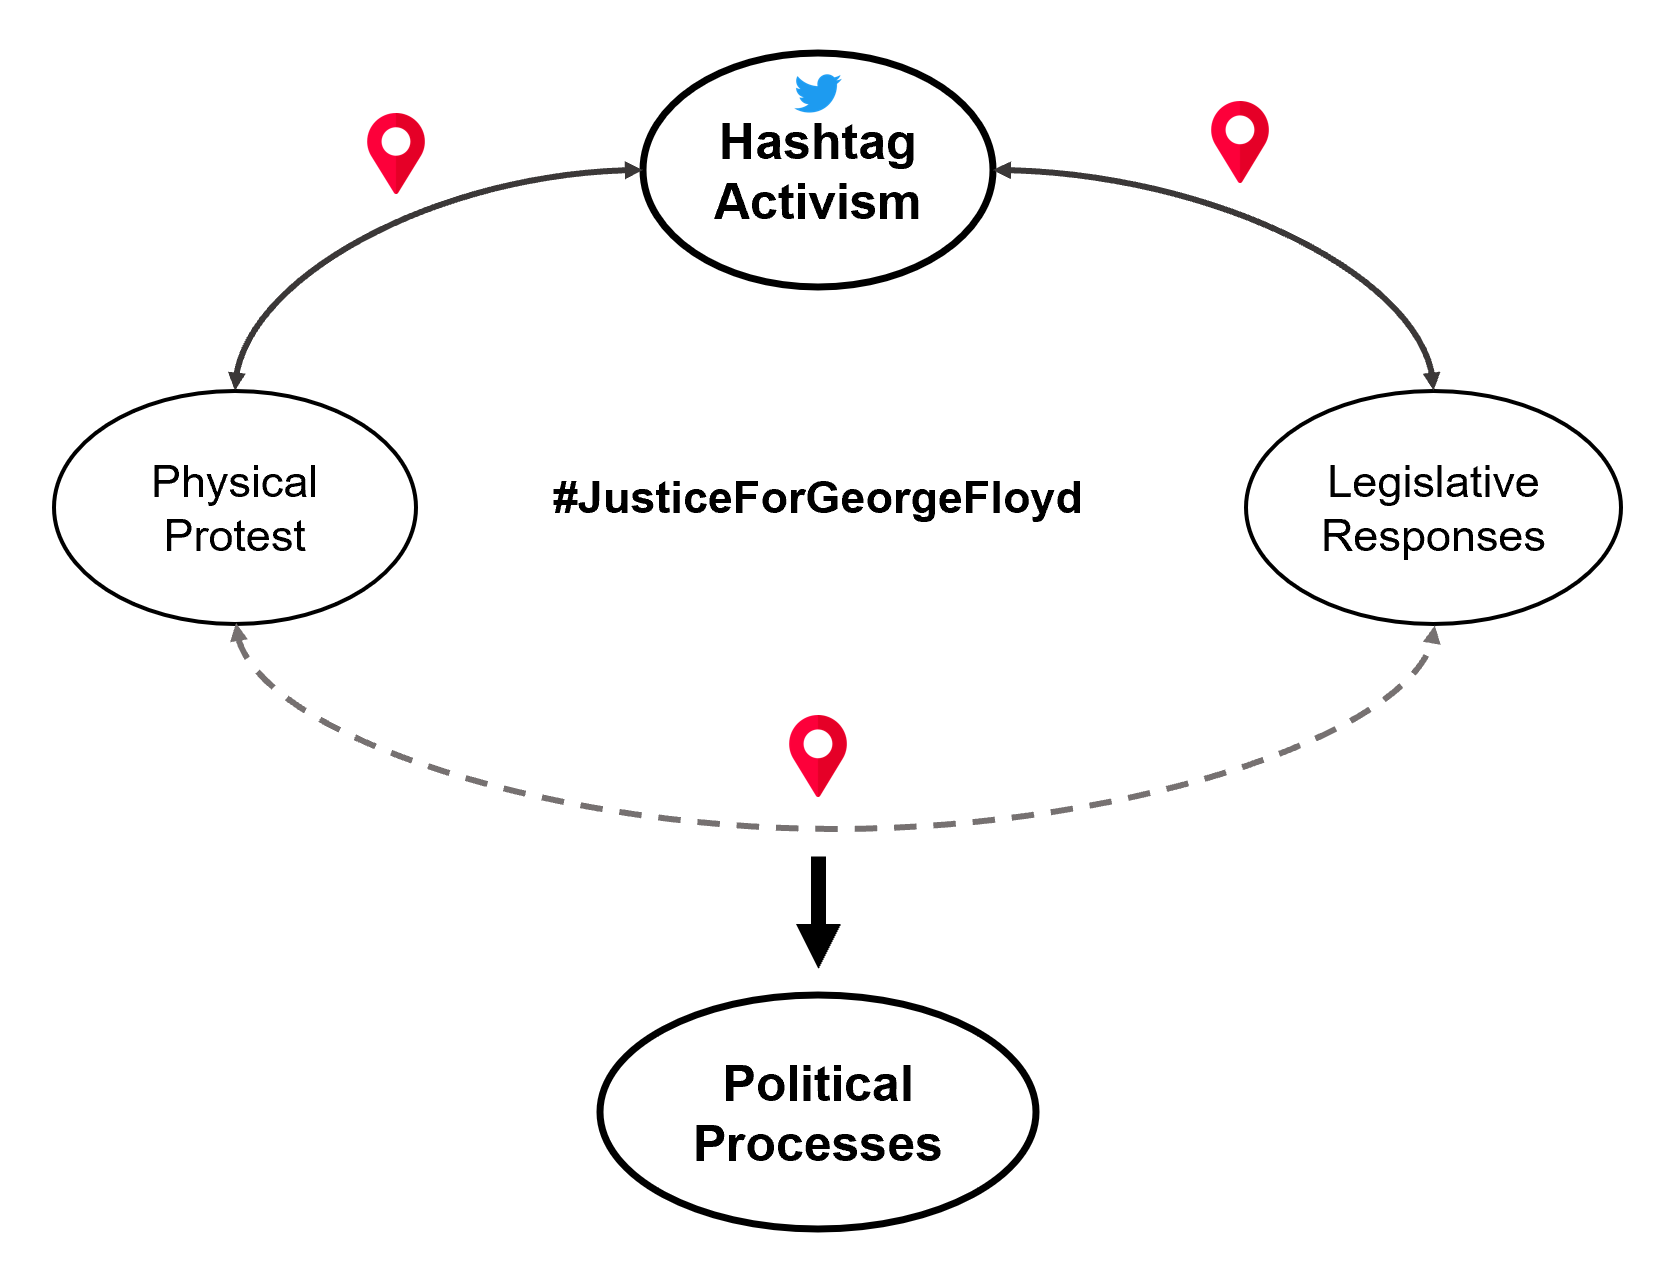 Hashtag
Activism
Physical
Protest
#JusticeForGeorgeFloyd
Legislative
Responses
Political
Processes